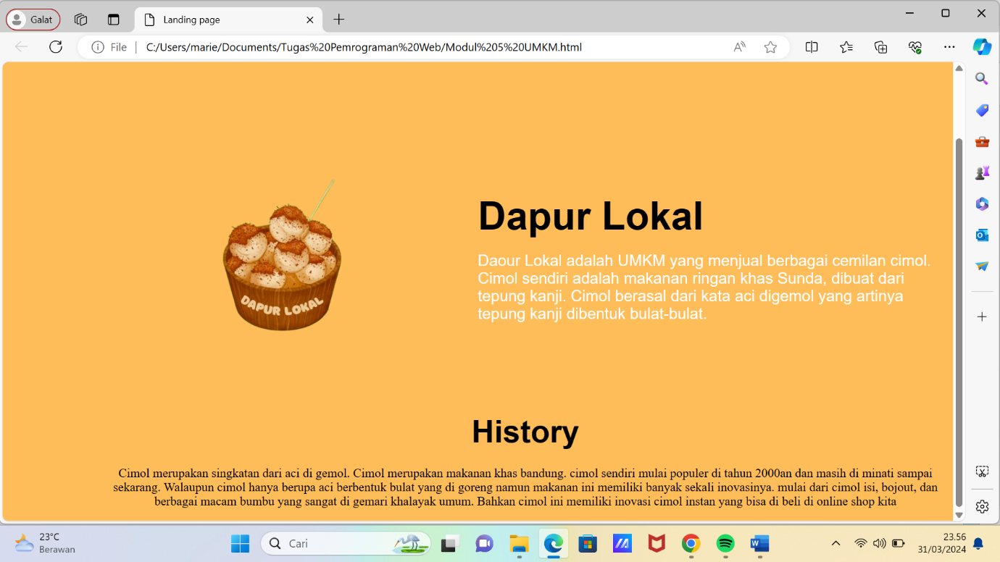 Galat
Landing page
File
C:/Users/marie/Documents/Tugas%20Pemrograman%20Web/Modul%205%20UMKM.html
DAPUR LOKAL
Dapur Lokal
Daour Lokal adalah UMKM yang menjual berbagai cemilan cimol.
Cimol sendiri adalah makanan ringan khas Sunda, dibuat dari
tepung kanji. Cimol berasal dari kata aci digemol yang artinya
tepung kanji dibentuk bulat-bulat.
History
Cimol merupakan singkatan dari aci di gemol. Cimol merupakan makanan khas bandung. cimol sendiri mulai populer di tahun 2000an dan masih di minati sampai
sekarang. Walaupun cimol hanya berupa aci berbentuk bulat yang di goreng namun makanan ini memiliki banyak sekali inovasinya. mulai dari cimol isi, bojout, dan
berbagai macam bumbu yang sangat di gemari khalayak umum. Bahkan cimol ini memiliki inovasi cimol instan yang bisa di beli di online shop kita
23°C
Berawan
Cari
23.56
31/03/2024